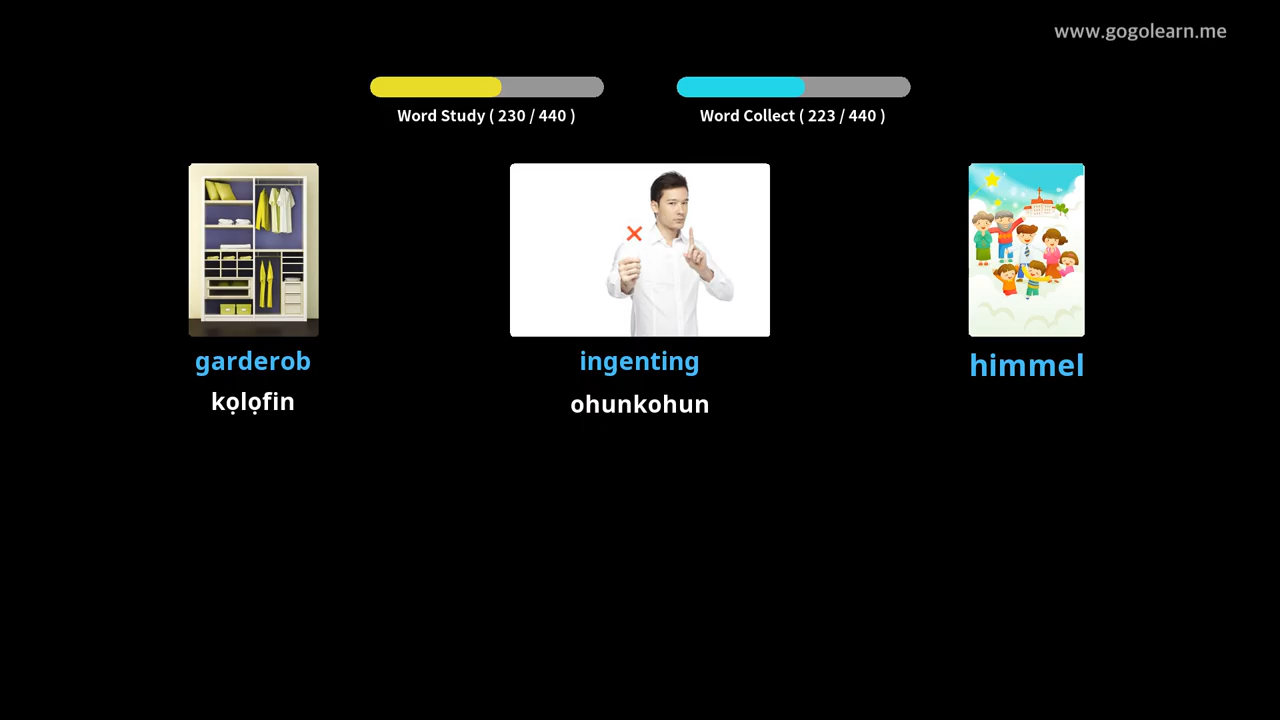 www.gogolearn.me
Word Study ( 230 / 440 )
Word Collect ( 223 / 440 )
garderob
kọlọfin
ingenting
ohunkohun
himmel